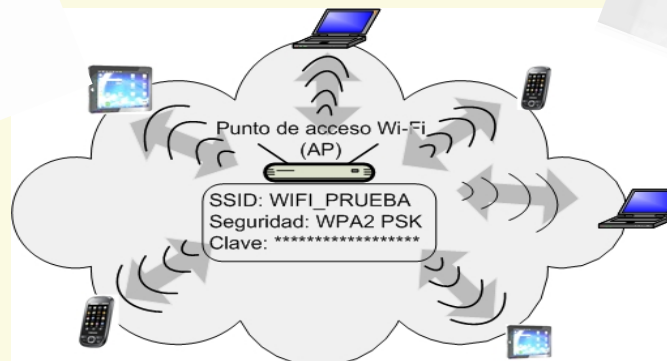 Punto de acceso Wi-Fi
(AP)
SSID: WIFI_PRUEBA
Seguridad: WPA2 PSK
Clave: ******************